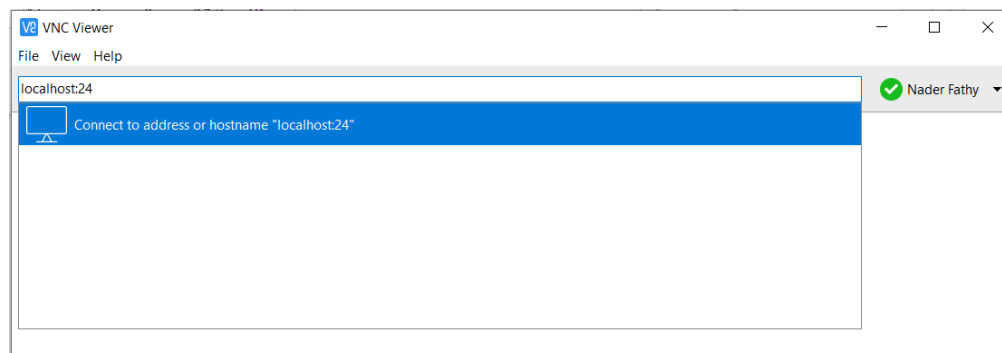 VNC Viewer
File View Help
localhost:24
Nader Fathy
Connect to address or hostname "localhost:24"